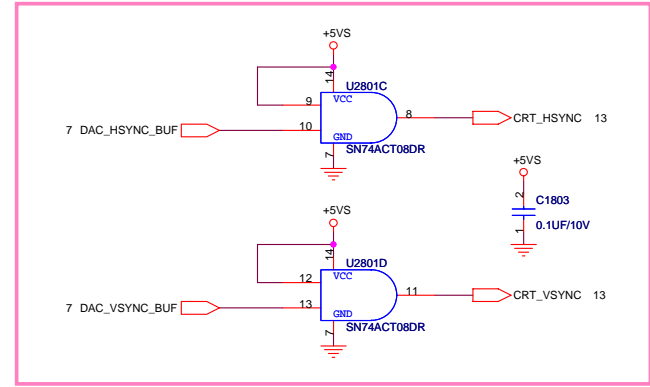 +5VS
14
U2801C
VCC
9
8
CRT_HSYNC 13
7 DAC_HSYNC_BUF
10
GND
7
SN74ACT08DR
+5VS
2
C1803
1
0.1UF/10V
+5VS
14
U2801D
VCC
12
11
CRT_VSYNC 13
7 DAC_VSYNC_BUF
13
GND
7
SN74ACT08DR